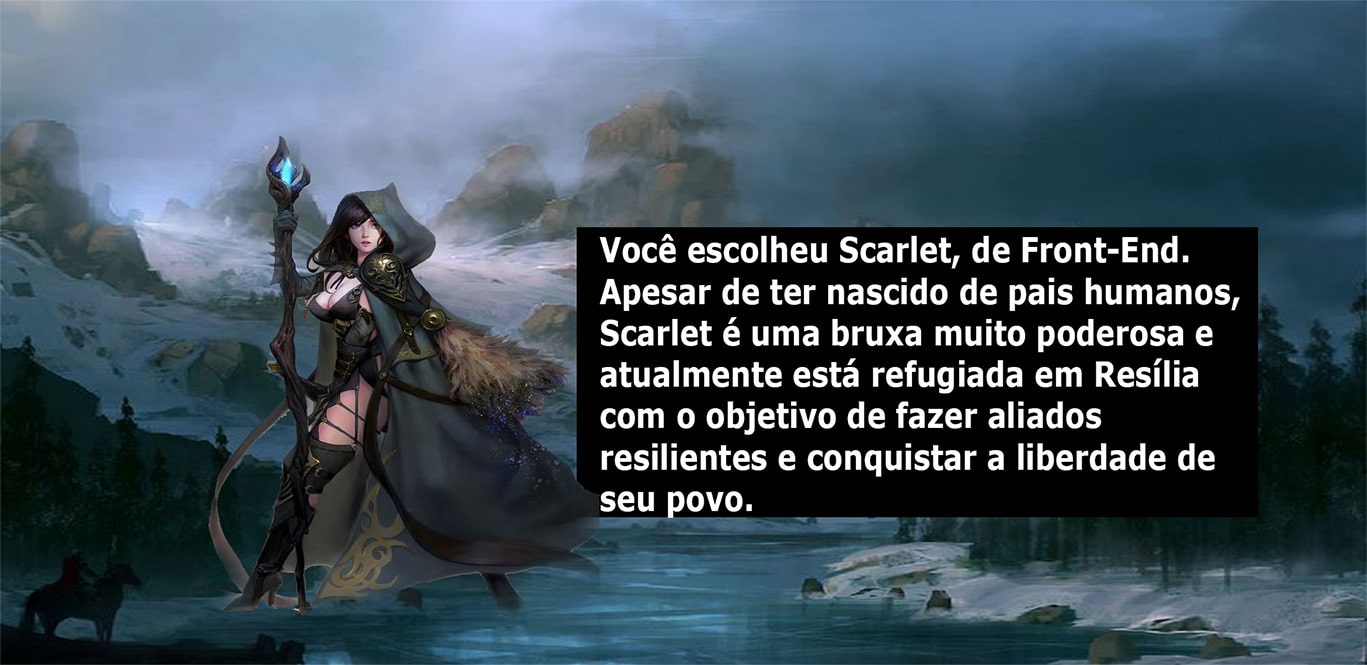 Você escolheu Scarlet, de Front-End.
Apesar de ter nascido de pais humanos,
Scarlet é uma bruxa muito poderosa e
atualmente está refugiada em Resília
com o objetivo de fazer aliados
resilientes e conquistar a liberdade de
seu povo.